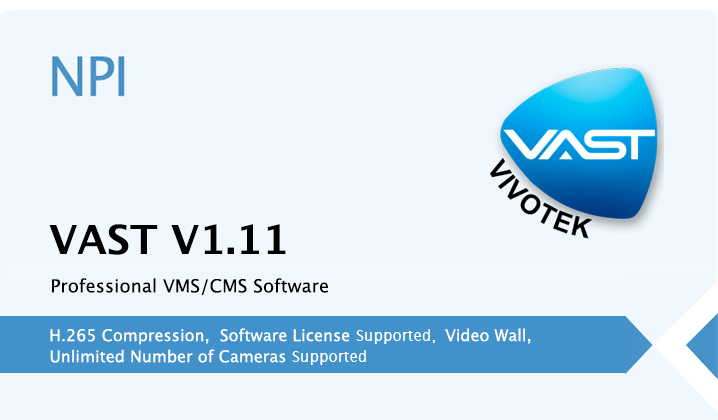 NPI
VAST
VIVOTEK
VAST V1.11
Professional VMS/CMS Software
H.265 Compression, Software License Supported, Video Wall,
Unlimited Number of Cameras Supported